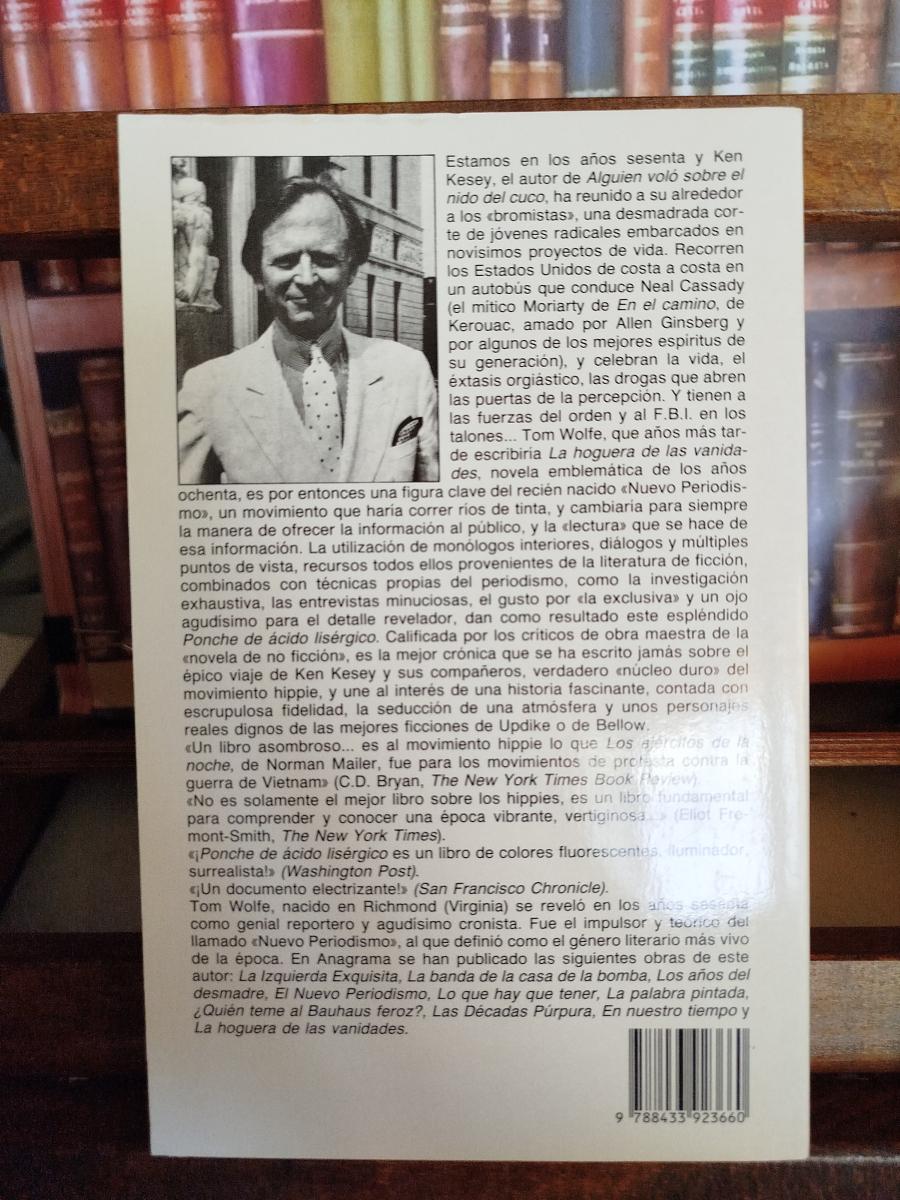 Estamos en los años sesenta y Ken
Kesey, el autor de Alguien voló sobre el
nido del cuco, ha reunido a su alrededor
a los «bromistas», una desmadrada cor-
te de jóvenes radicales embarcados en
novísimos proyectos de vida. Recorren
los Estados Unidos de costa a costa en
un autobús que conduce Neal Cassady
(el mítico Moriarty de En el camino, de
Kerouac, amado por Allen Ginsberg y
por algunos de los mejores espíritus de
su generación), y celebran la vida, el
éxtasis orgiástico, las drogas que abren
las puertas de la percepción. Y tienen a
las fuerzas del orden y al F.B.I. en los
talones... Tom Wolfe, que años más tar-
de escribiría La hoguera de las vanida-
des, novela emblemática de los años
ochenta, es por entonces una figura clave del recién nacido «Nuevo Periodis-
mo», un movimiento que haría correr ríos de tinta, y cambiaría para siempre
la manera de ofrecer la información al público, y la «lectura» que se hace de
esa información. La utilización de monólogos interiores, diálogos y múltiples
puntos de vista, recursos todos ellos provenientes de la literatura de ficción,
combinados con técnicas propias del periodismo, como la investigación
exhaustiva, las entrevistas minuciosas, el gusto por «la exclusiva» y un ojo
agudísimo para el detalle revelador, dan como resultado este espléndido
Ponche de ácido lisérgico. Calificada por los críticos de obra maestra de la
«novela de no ficción», es la mejor crónica que se ha escrito jamás sobre el
épico viaje de Ken Kesey y sus compañeros, verdadero «núcleo duro» del
movimiento hippie, y une al interés de una historia fascinante, contada con
escrupulosa fidelidad, la seducción de una atmósfera y unos personajes
reales dignos de las mejores ficciones de Updike o de Bellow.
«Un libro asombroso... es al movimiento hippie lo que Los ejércitos de la
noche, de Norman Mailer, fue para los movimientos de protesta contra la
guerra de Vietnam» (C.D. Bryan, The New York Times Book Review).
«No es solamente el mejor libro sobre los hippies, es un libro fundamental
para comprender y conocer una época vibrante, vertiginosa...» (Eliot Fre-
mont-Smith, The New York Times).
«¡Ponche de ácido lisérgico es un libro de colores fluorescentes, iluminador,
surrealista!» (Washington Post).
«¡Un documento electrizante!» (San Francisco Chronicle).
Tom Wolfe, nacido en Richmond (Virginia) se reveló en los años sesenta
como genial reportero y agudísimo cronista. Fue el impulsor y teórico del
llamado «Nuevo Periodismo», al que definió como el género literario más vivo
de la época. En Anagrama se han publicado las siguientes obras de este
autor: La Izquierda Exquisita, La banda de la casa de la bomba, Los años del
desmadre, El Nuevo Periodismo, Lo que hay que tener, La palabra pintada,
¿Quién teme al Bauhaus feroz?, Las Décadas Púrpura, En nuestro tiempo y
La hoguera de las vanidades.
9 788433 923660